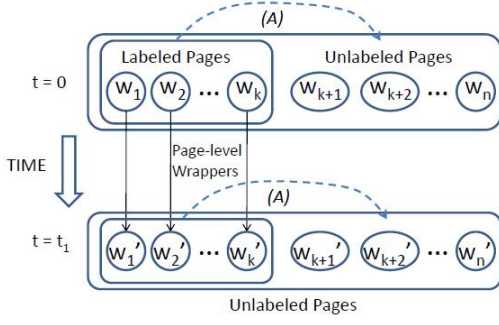 (A)
Labeled Pages Unlabeled Pages
t = 0 w1 w2 ... wk wk+1 wk+2 ... wn
TIME
Page-level
Wrappers
(A)
t = t1 w1' w2' ... wk' wk+1' wk+2' ... wn'
Unlabeled Pages